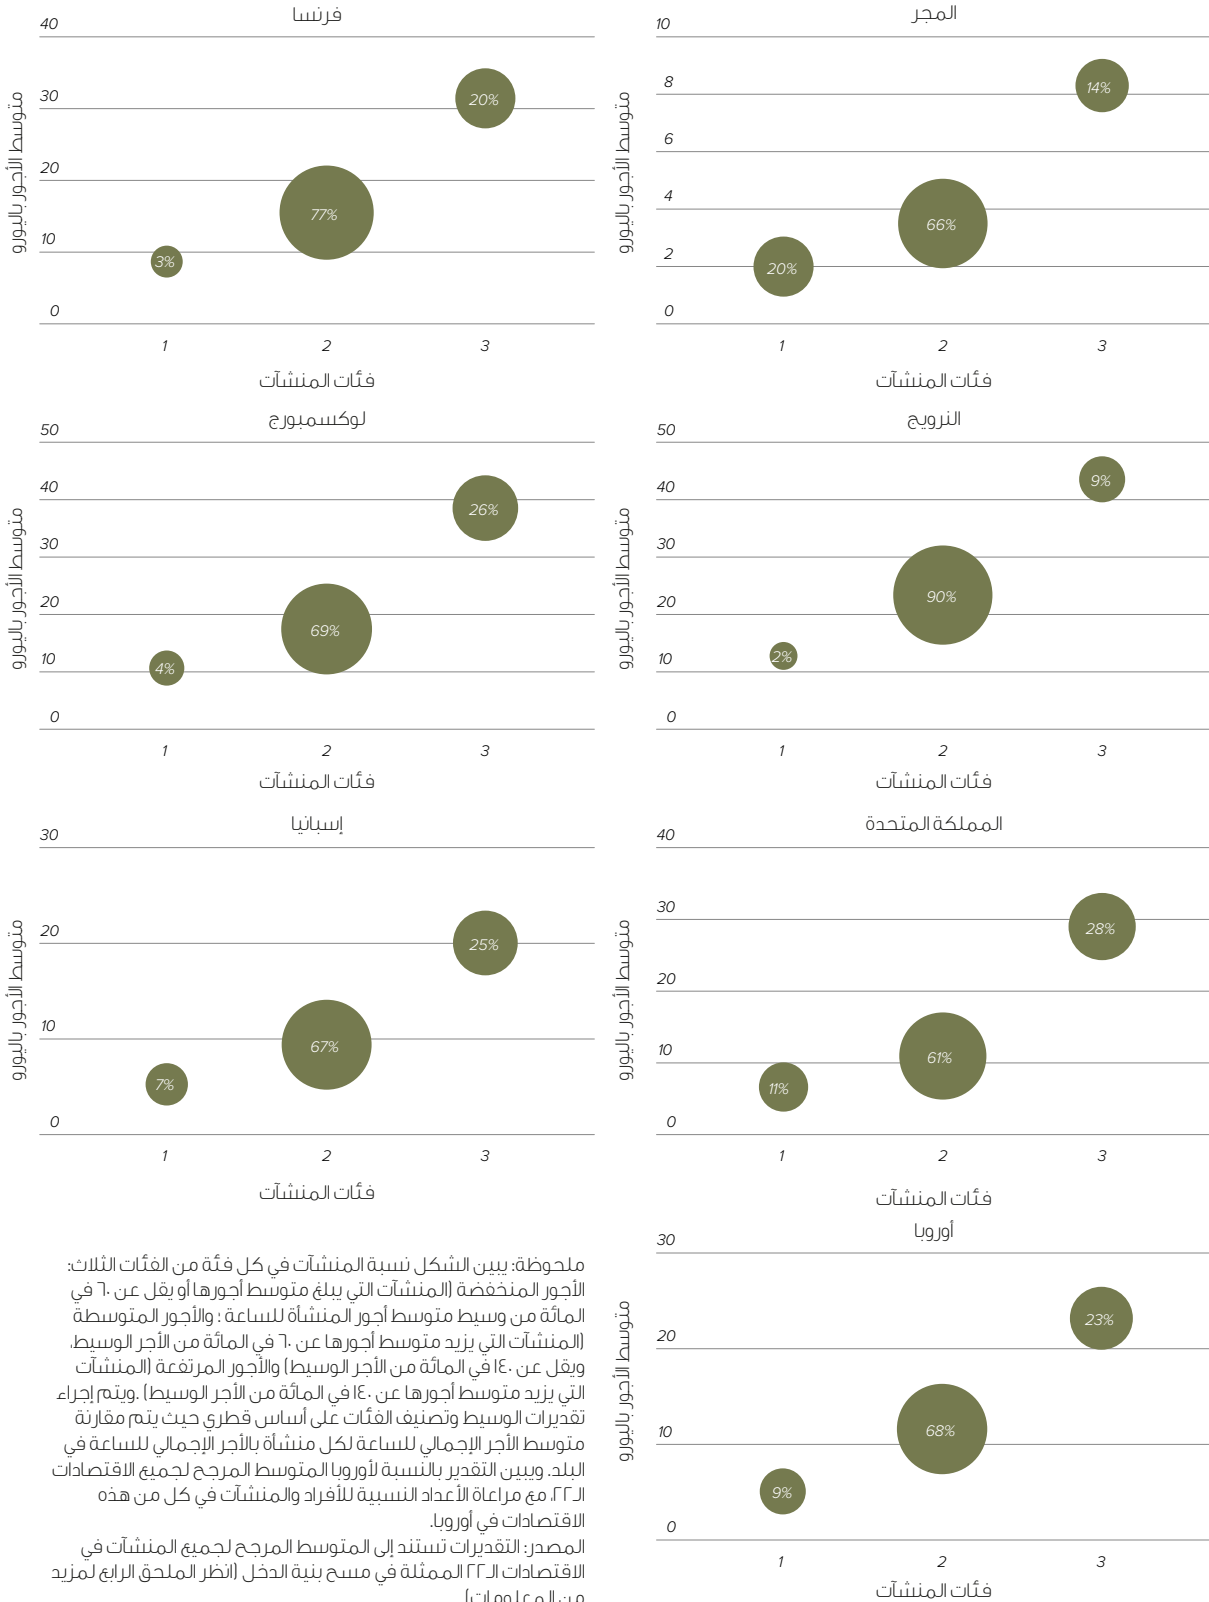 فرنسا
40
30
20
10
0
متوسط الأجور باليورو
20%
77%
3%
1 2 3
فئات المنشآت
المجر
10
8
6
4
2
0
متوسط الأجور باليورو
14%
66%
20%
1 2 3
فئات المنشآت
لوكسمبورج
50
40
30
20
10
0
متوسط الأجور باليورو
26%
69%
4%
1 2 3
فئات المنشآت
النرويج
50
40
30
20
10
0
متوسط الأجور باليورو
9%
90%
2%
1 2 3
فئات المنشآت
إسبانيا
30
20
10
0
متوسط الأجور باليورو
25%
67%
7%
1 2 3
فئات المنشآت
المملكة المتحدة
40
30
20
10
0
متوسط الأجور باليورو
28%
61%
11%
1 2 3
فئات المنشآت
أوروبا
30
20
10
0
متوسط الأجور باليورو
23%
68%
9%
1 2 3
فئات المنشآت
ملحوظة: يبين الشكل نسبة المنشآت في كل فئة من الفئات الثلاث:
الأجور المنخفضة (المنشآت التي يبلغ متوسط أجورها أو يقل عن ٦٠ في
المائة من وسيط متوسط أجور المنشأة للساعة ؛ والأجور المتوسطة
(المنشآت التي يزيد متوسط أجورها عن ٦٠ في المائة من الأجر الوسيط،
ويقل عن ١٤٠ في المائة من الأجر الوسيط) والأجور المرتفعة (المنشآت
التي يزيد متوسط أجورها عن ١٤٠ في المائة من الأجر الوسيط) .ويتم إجراء
تقديرات الوسيط وتصنيف الفئات على أساس قطري حيث يتم مقارنة
متوسط الأجر الإجمالي للساعة لكل منشأة بالأجر الإجمالي للساعة في
البلد. ويبين التقدير بالنسبة لأوروبا المتوسط المرجح لجميع الاقتصادات
الـ٢٢، مع مراعاة الأعداد النسبية للأفراد والمنشآت في كل من هذه
الاقتصادات في أوروبا.
المصدر: التقديرات تستند إلى المتوسط المرجح لجميع المنشآت في
الاقتصادات الـ٢٢ الممثلة في مسح بنية الدخل (انظر الملحق الرابع لمزيد
من المعلومات)